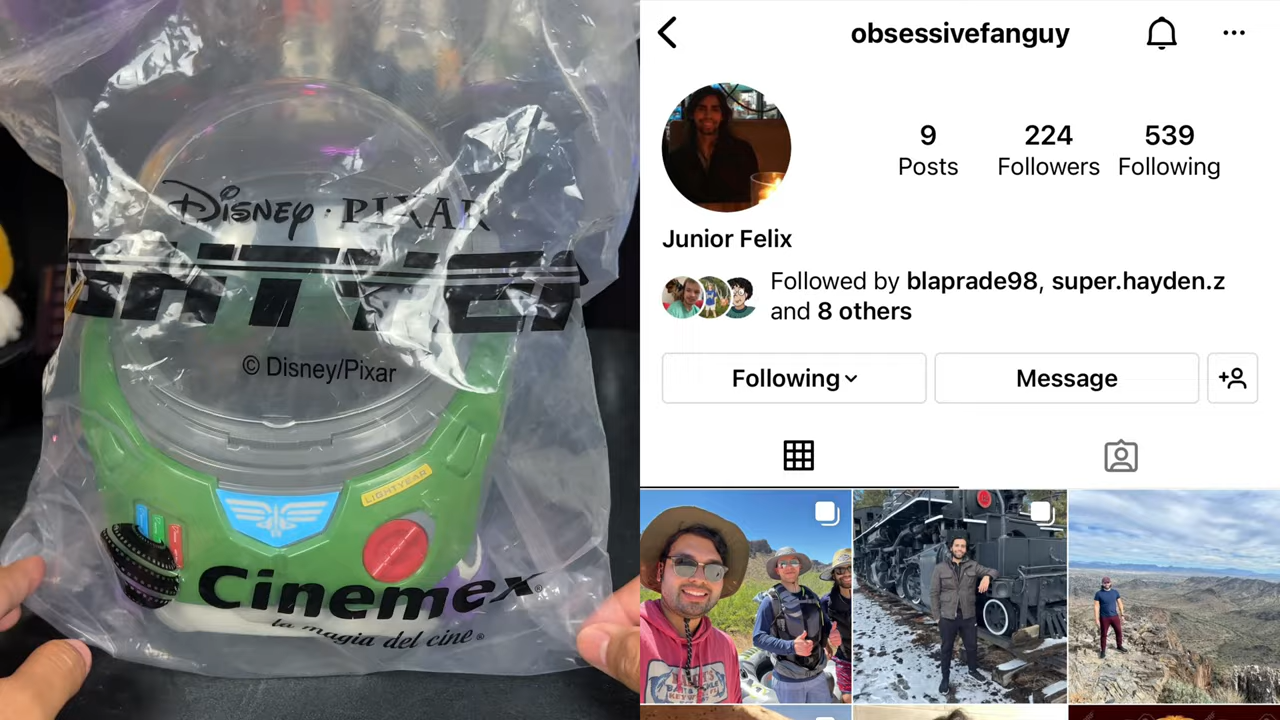 DISNEY · PIXAR
© Disney/Pixar
LIGHTYEAR
Cinemex®
la magia del cine®
obsessivefanguy
9
224
539
Posts
Followers
Following
Junior Felix
Followed by blaprade98, super.hayden.z
and 8 others
Following
Message